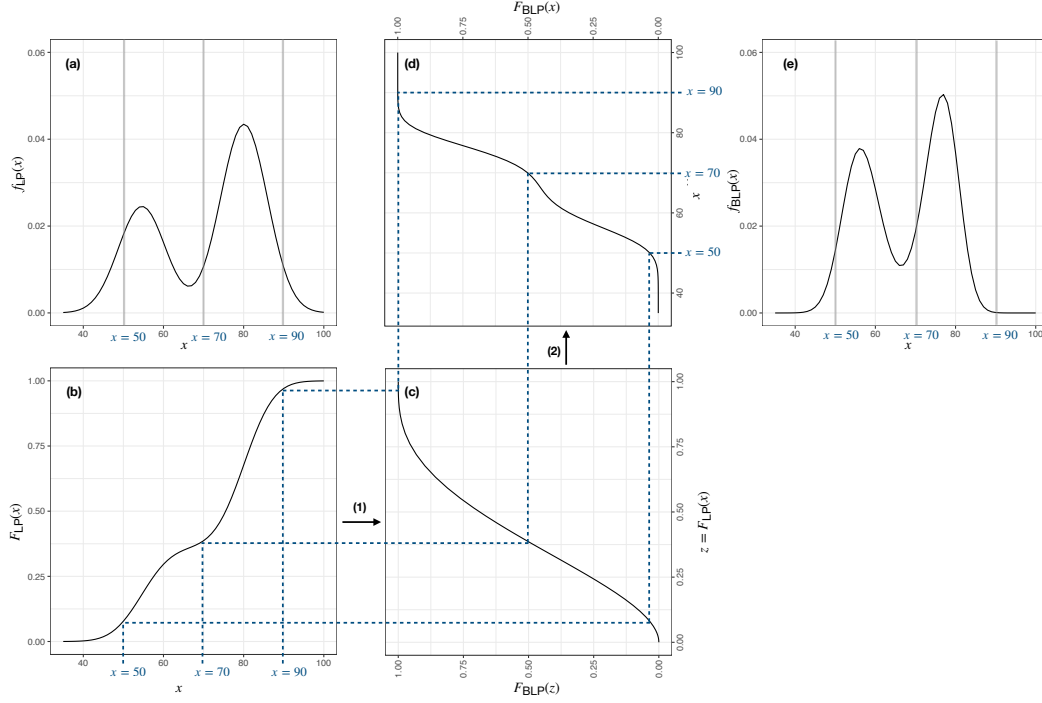 F_BLP(x)
1.00 0.75 0.50 0.25 0.00
(a)
0.06
0.04
0.02
0.00
f_LP(x)
40 60 80 100
x = 50 x = 70 x = 90
x
(d)
100
80
60
40
x = 90
x = 70
x
x = 50
(e)
0.06
0.04
0.02
0.00
f_BLP(x)
40 60 80 100
x = 50 x = 70 x = 90
x
(2)
(b)
1.00
0.75
0.50
0.25
0.00
F_LP(x)
40 60 80 100
x = 50 x = 70 x = 90
x
(1)
(c)
1.00
0.75
0.50
0.25
0.00
z = F_LP(x)
1.00 0.75 0.50 0.25 0.00
F_BLP(z)